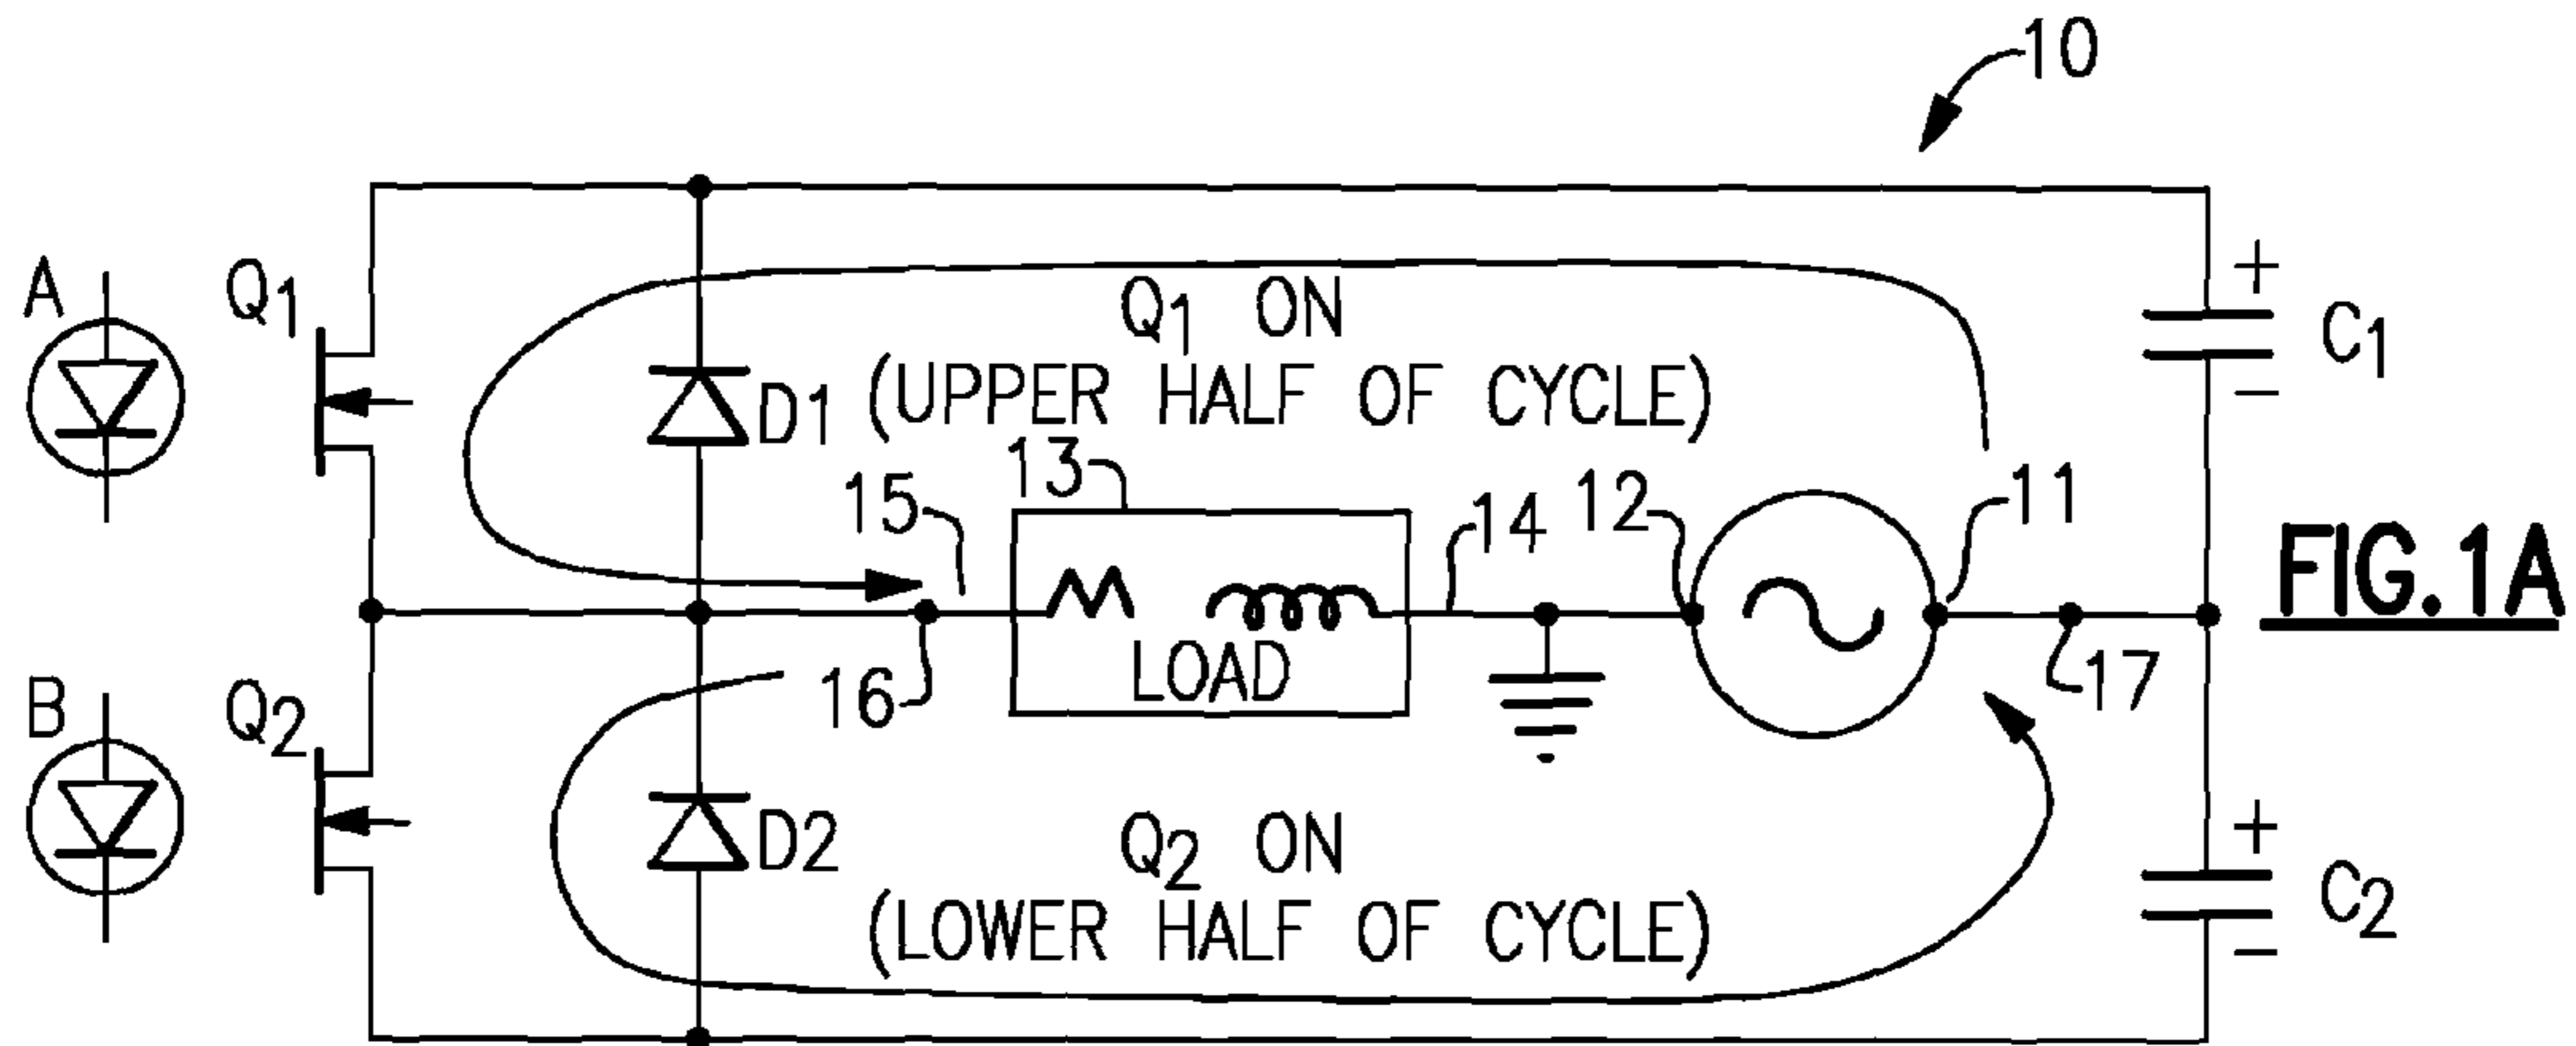 10
A
Q1
+
Q1 ON
C1
(UPPER HALF OF CYCLE)
D1
−
13
15
12
11
14
FIG.1A
16
LOAD
17
B
Q2
+
D2
Q2 ON
C2
(LOWER HALF OF CYCLE)
−